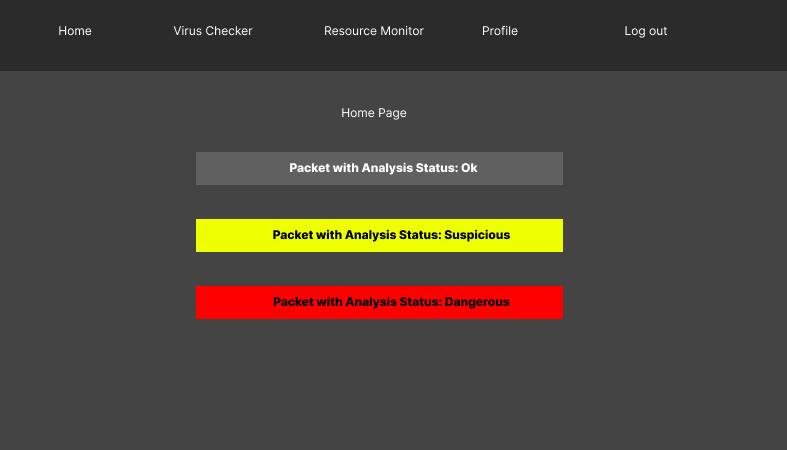 Home Virus Checker Resource Monitor Profile Log out
Home Page
Packet with Analysis Status: Ok
Packet with Analysis Status: Suspicious
Packet with Analysis Status: Dangerous